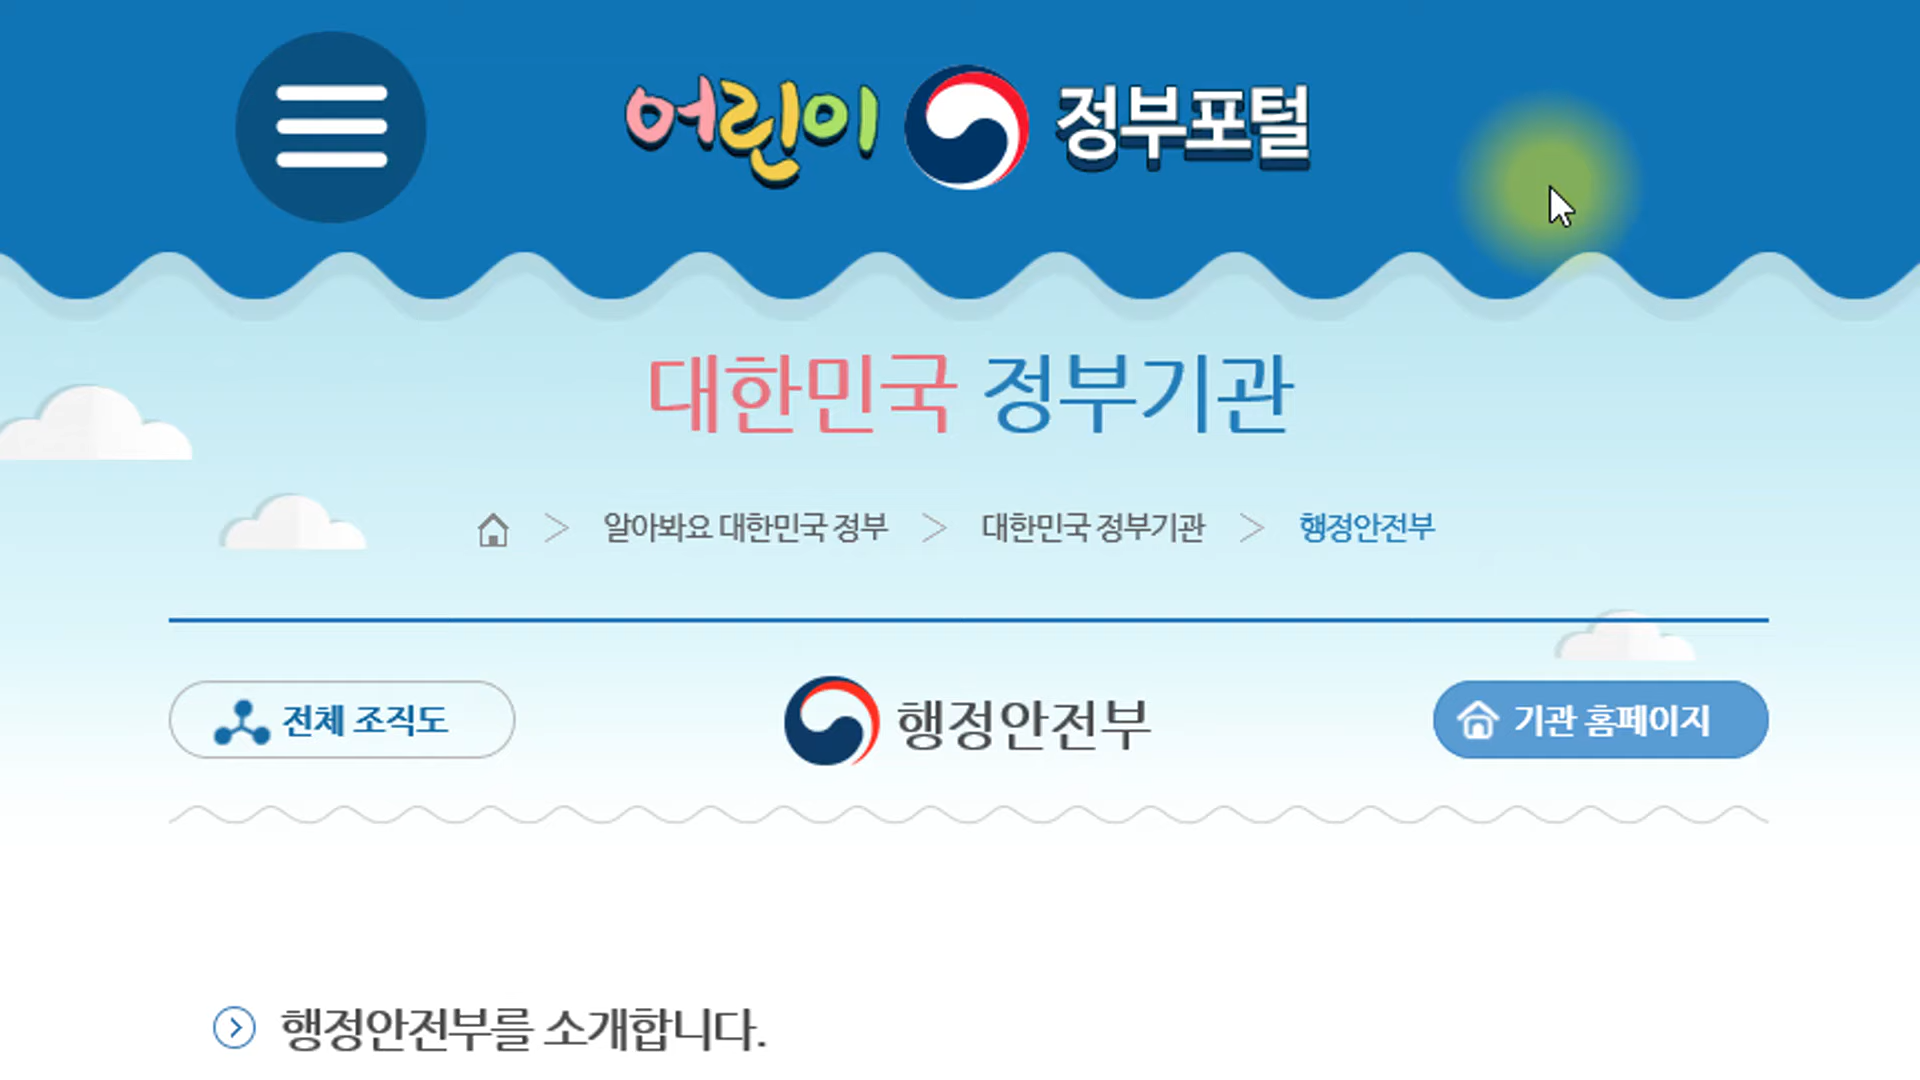 어린이 정부포털
대한민국 정부기관
알아봐요 대한민국 정부 > 대한민국 정부기관 > 행정안전부
전체 조직도
행정안전부
기관 홈페이지
행정안전부를 소개합니다.